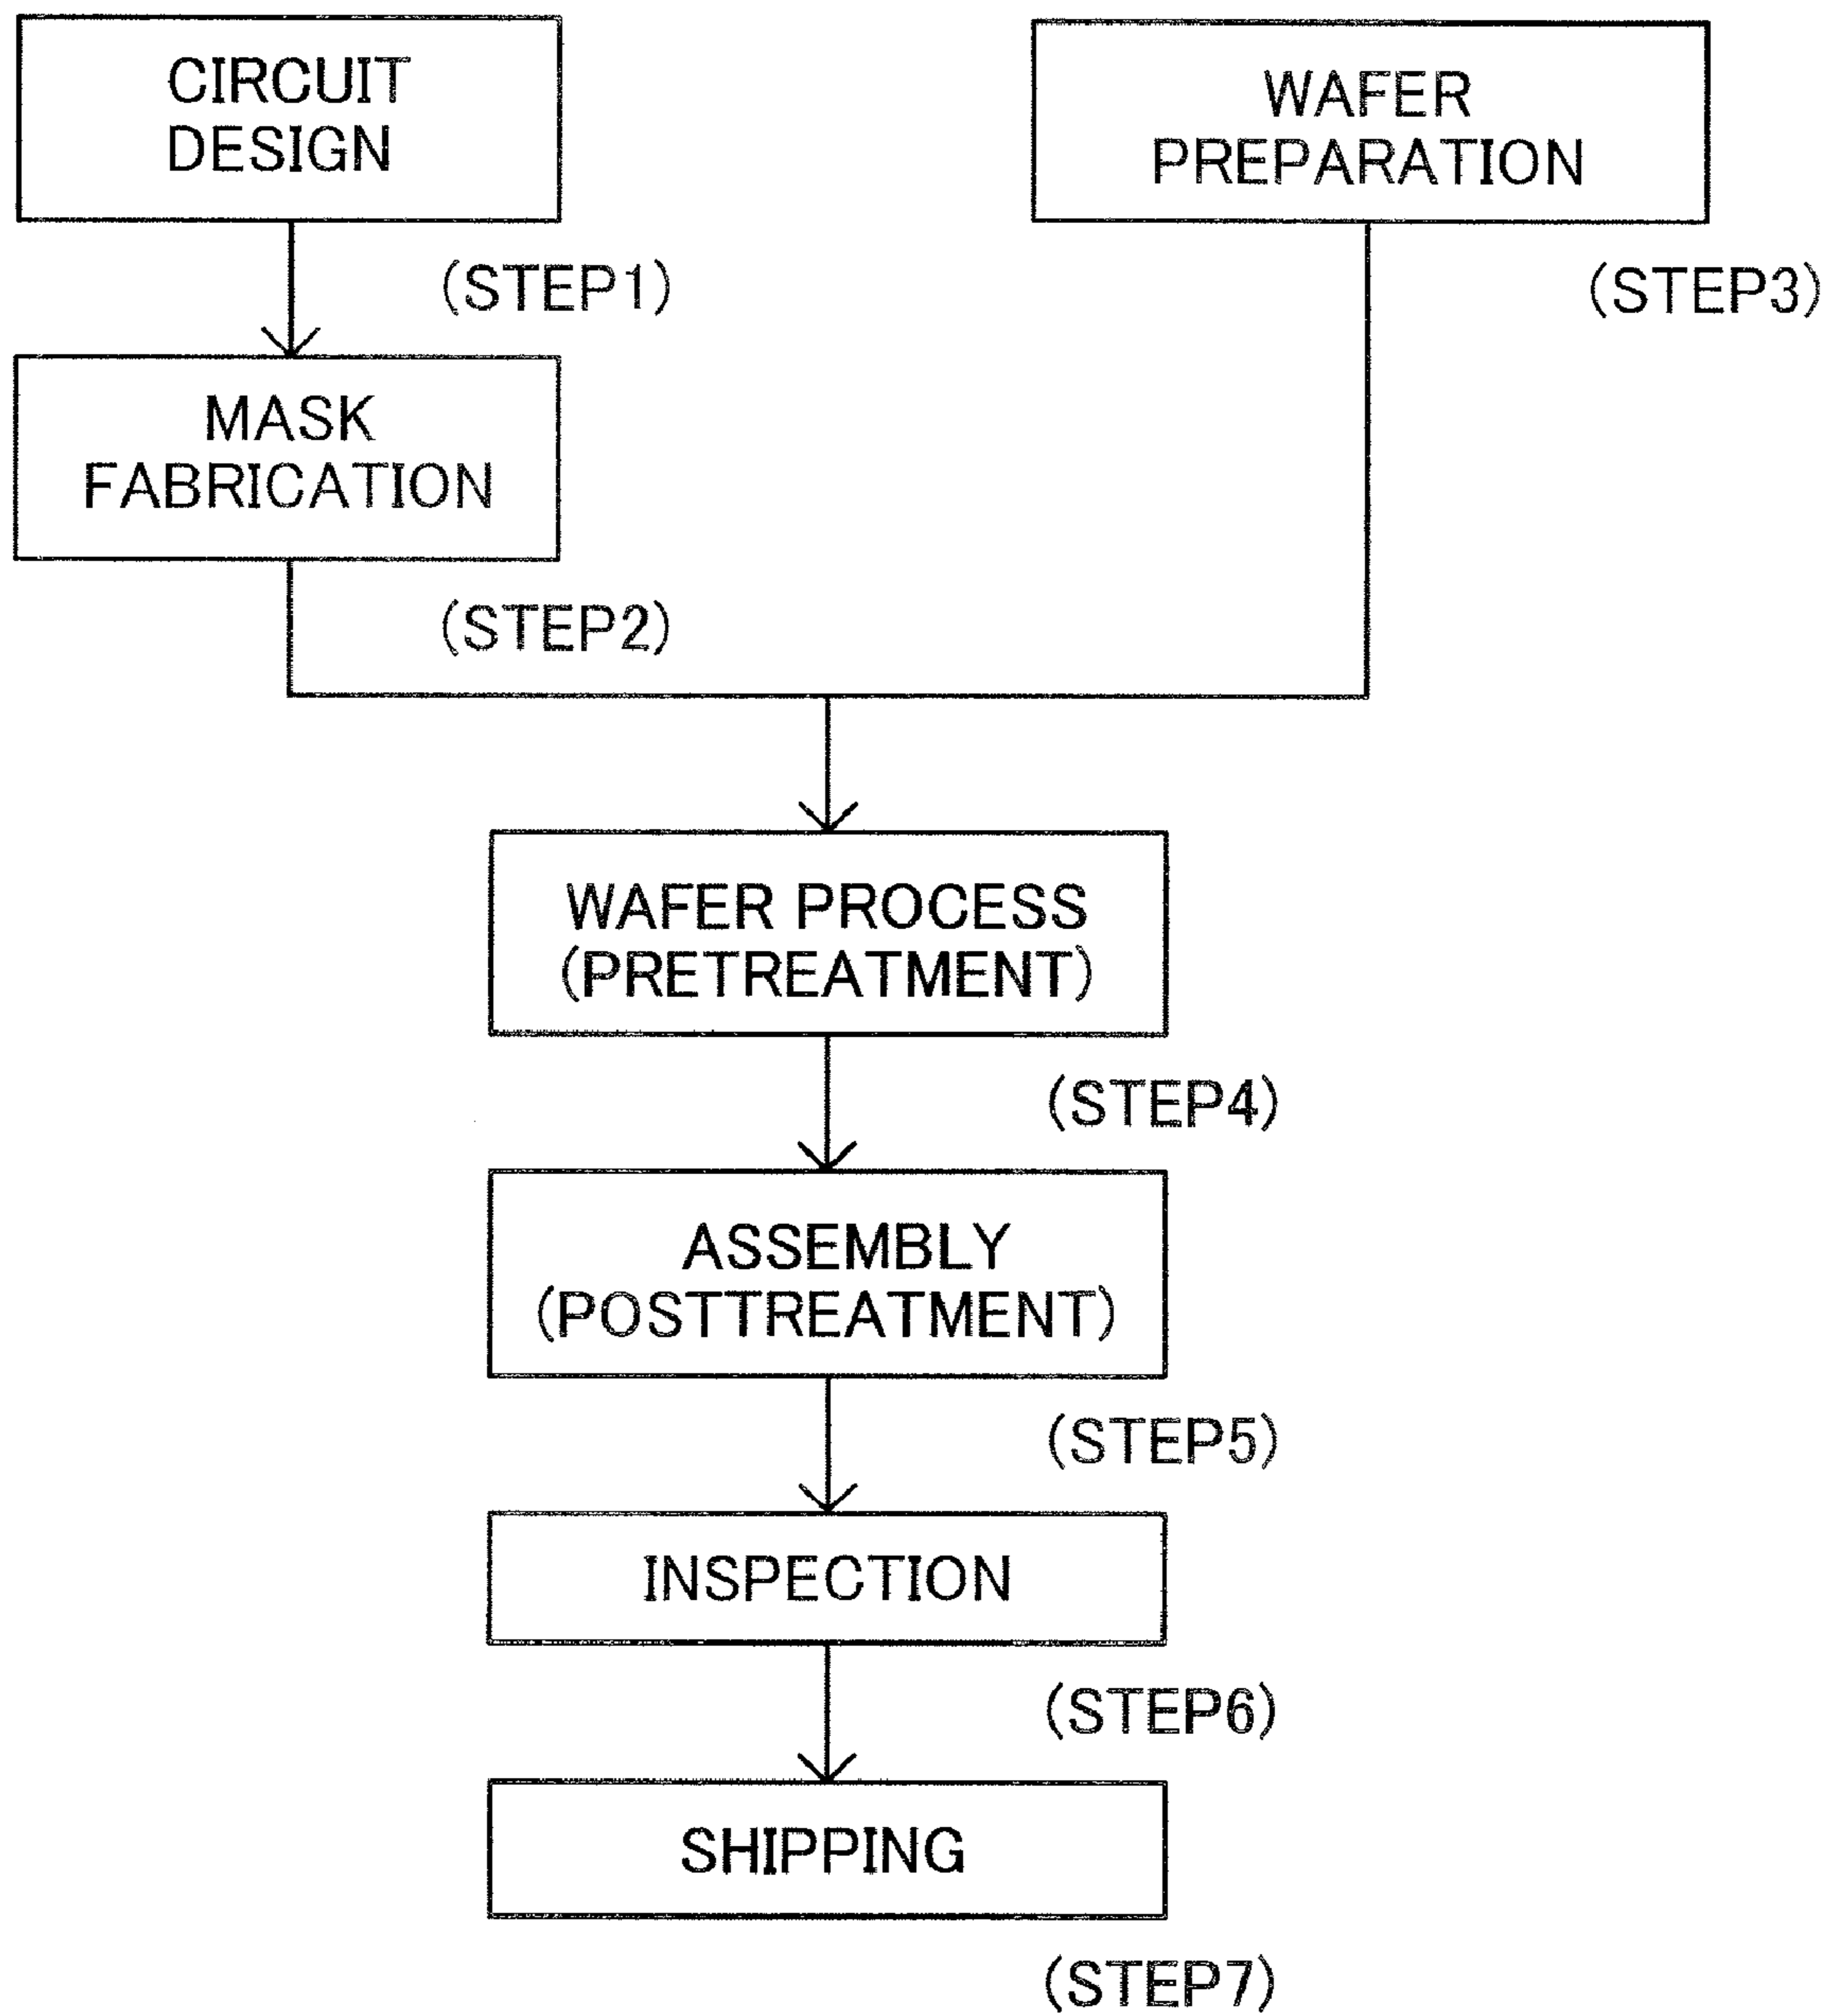 CIRCUIT
DESIGN
(STEP1)
MASK
FABRICATION
(STEP2)
WAFER
PREPARATION
(STEP3)
WAFER PROCESS
(PRETREATMENT)
(STEP4)
ASSEMBLY
(POSTTREATMENT)
(STEP5)
INSPECTION
(STEP6)
SHIPPING
(STEP7)